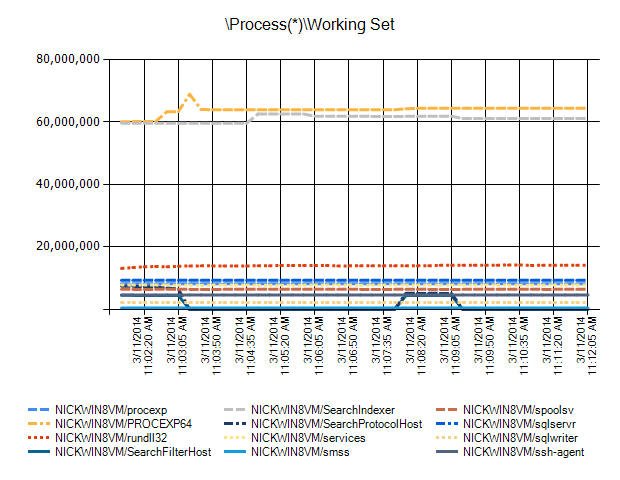 \Process(*)\Working Set
80,000,000
60,000,000
40,000,000
20,000,000
3/11/2014 11:02:20 AM
3/11/2014 11:03:05 AM
3/11/2014 11:03:50 AM
3/11/2014 11:04:35 AM
3/11/2014 11:05:20 AM
3/11/2014 11:06:05 AM
3/11/2014 11:06:50 AM
3/11/2014 11:07:35 AM
3/11/2014 11:08:20 AM
3/11/2014 11:09:05 AM
3/11/2014 11:09:50 AM
3/11/2014 11:10:35 AM
3/11/2014 11:11:20 AM
3/11/2014 11:12:05 AM
NICKWIN8VM/procexp NICKWIN8VM/SearchIndexer NICKWIN8VM/spoolsv
NICKWIN8VM/PROCEXP64 NICKWIN8VM/SearchProtocolHost NICKWIN8VM/sqlservr
NICKWIN8VM/rundll32 NICKWIN8VM/services NICKWIN8VM/sqlwriter
NICKWIN8VM/SearchFilterHost NICKWIN8VM/smss NICKWIN8VM/ssh-agent